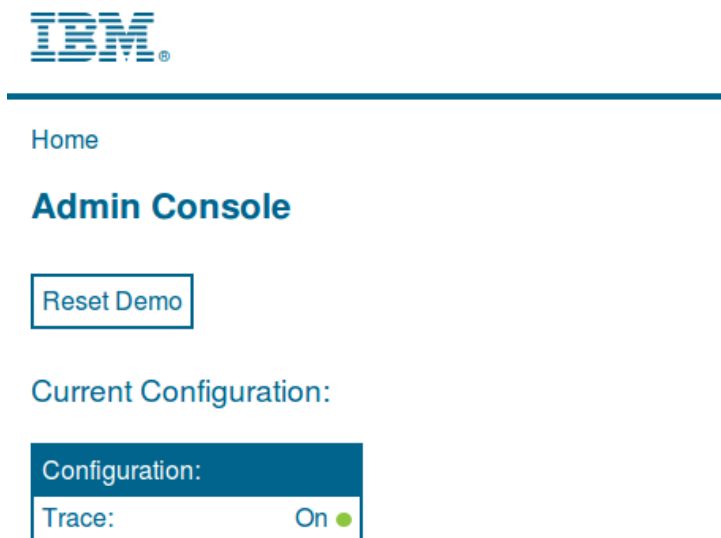 IBM®
Home
Admin Console
Reset Demo
Current Configuration:
Configuration:
Trace: On